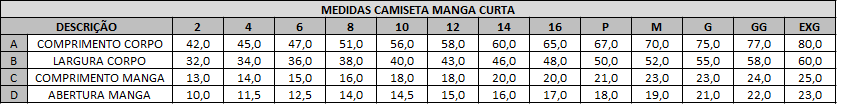 MEDIDAS CAMISETA MANGA CURTA
DESCRIÇÃO 2 4 6 8 10 12 14 16 P M G GG EXG
A COMPRIMENTO CORPO 42,0 45,0 47,0 51,0 56,0 58,0 60,0 65,0 67,0 70,0 75,0 77,0 80,0
B LARGURA CORPO 32,0 34,0 36,0 38,0 40,0 43,0 46,0 48,0 50,0 52,0 55,0 58,0 60,0
C COMPRIMENTO MANGA 13,0 14,0 15,0 16,0 18,0 18,0 20,0 20,0 21,0 23,0 23,0 24,0 25,0
D ABERTURA MANGA 10,0 11,5 12,5 14,0 14,5 15,0 16,0 17,0 18,0 19,0 21,0 22,0 23,0